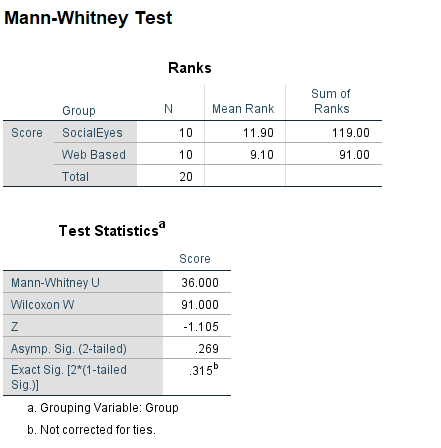 Mann-Whitney Test
Ranks
Group N Mean Rank Sum of Ranks
Score SocialEyes 10 11.90 119.00
Web Based 10 9.10 91.00
Total 20
Test Statisticsa
Score
Mann-Whitney U 36.000
Wilcoxon W 91.000
Z -1.105
Asymp. Sig. (2-tailed) .269
Exact Sig. [2*(1-tailed Sig.)] .315b
a. Grouping Variable: Group
b. Not corrected for ties.